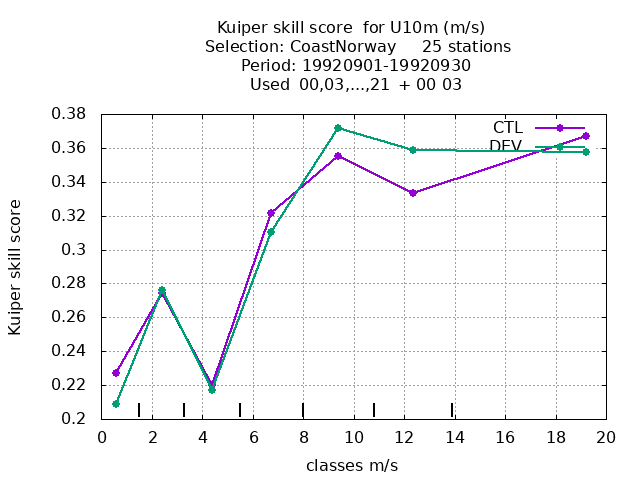 Kuiper skill score  for U10m (m/s)
Selection: CoastNorway     25 stations
Period: 19920901-19920930
Used  00,03,...,21  + 00 03
CTL
DEV
Kuiper skill score
0.38
0.36
0.34
0.32
0.3
0.28
0.26
0.24
0.22
0.2
0 2 4 6 8 10 12 14 16 18 20
classes m/s